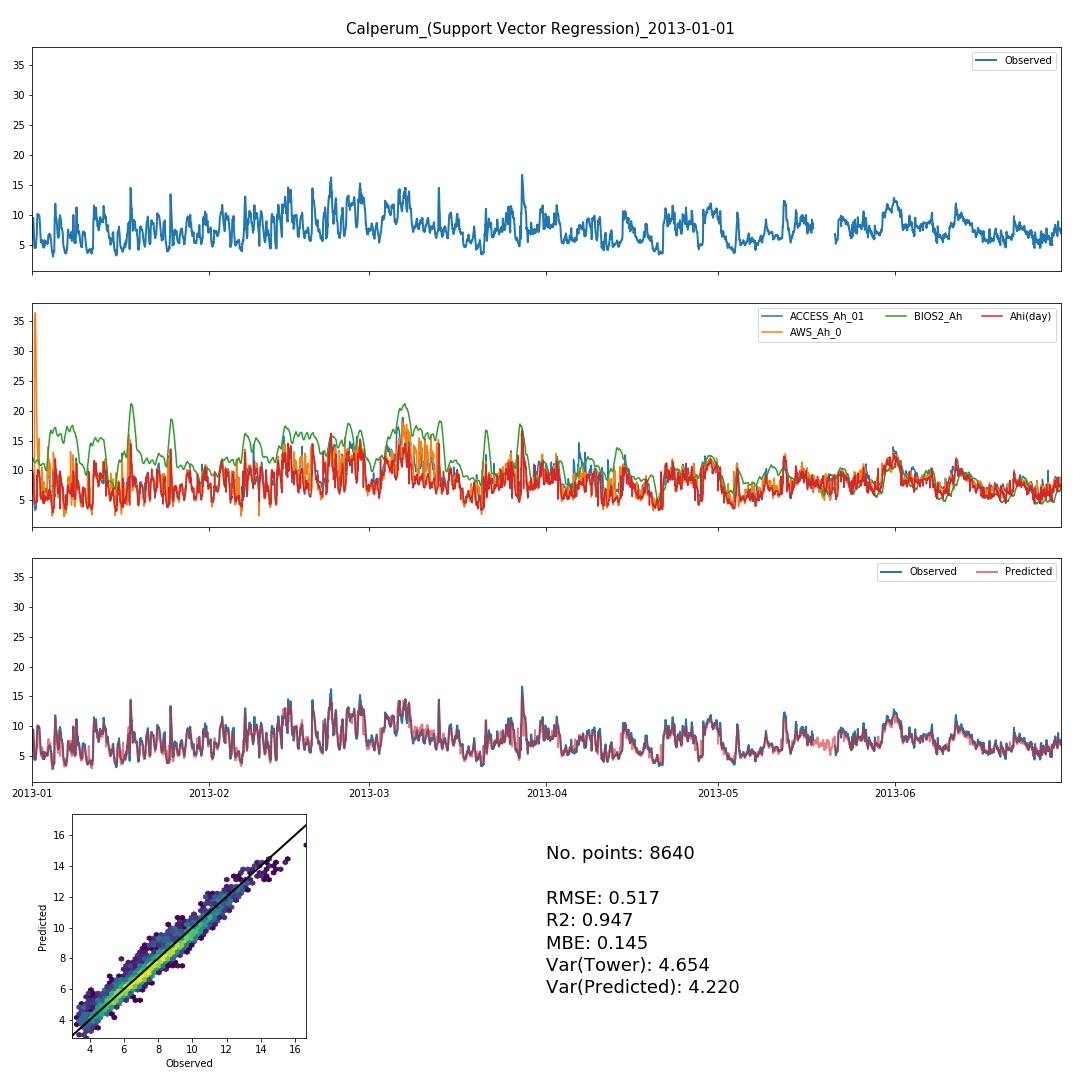 Calperum_(Support Vector Regression)_2013-01-01
Observed
35
30
25
20
15
10
5
ACCESS_Ah_01 BIOS2_Ah Ahi(day)
AWS_Ah_0
35
30
25
20
15
10
5
Observed Predicted
35
30
25
20
15
10
5
2013-01 2013-02 2013-03 2013-04 2013-05 2013-06
16
14
12
10
8
6
4
Predicted
4 6 8 10 12 14 16
Observed
No. points: 8640
RMSE: 0.517
R2: 0.947
MBE: 0.145
Var(Tower): 4.654
Var(Predicted): 4.220